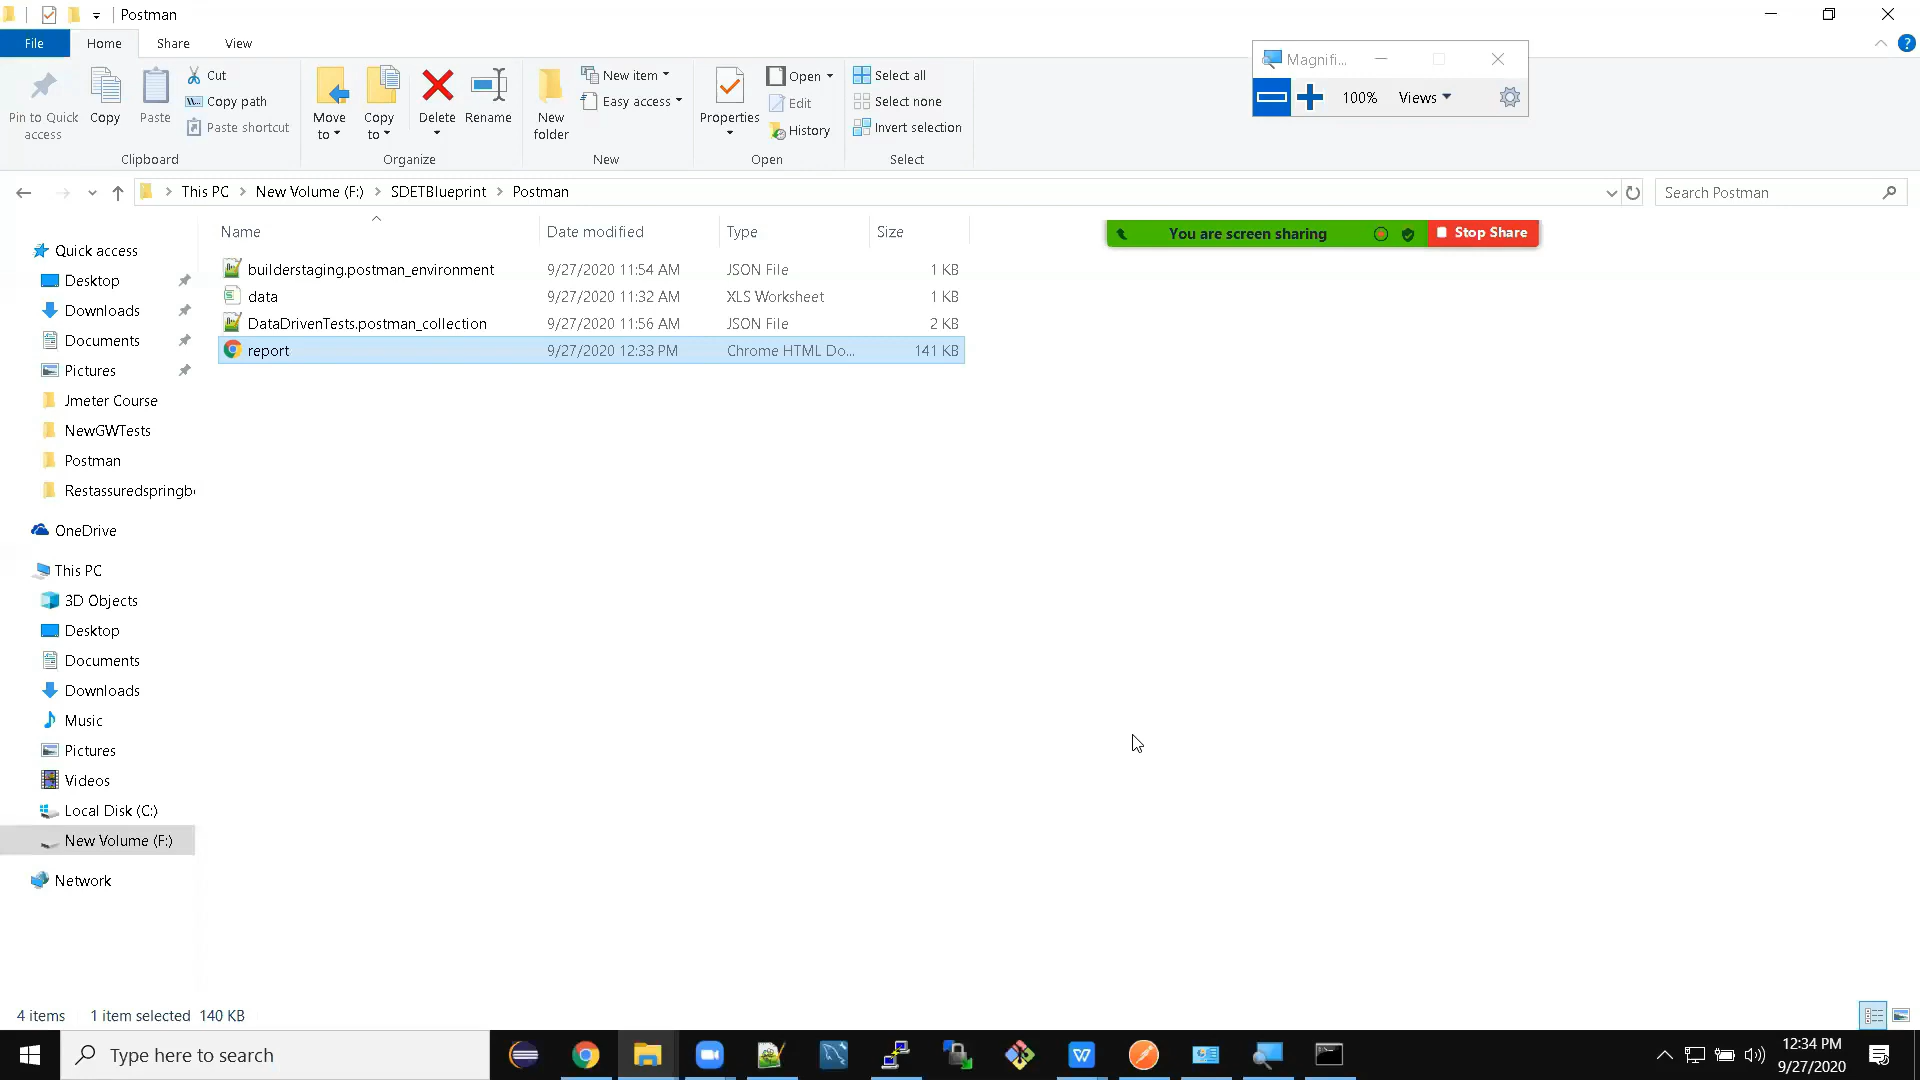 Postman
File
Home
Share
View
Pin to Quick access
Copy
Paste
Cut
Copy path
Paste shortcut
Clipboard
Move to
Copy to
Delete
Rename
Organize
New folder
New item
Easy access
New
Properties
Open
Edit
History
Open
Select all
Select none
Invert selection
Select
Magnifi...
100%
Views
This PC > New Volume (F:) > SDETBlueprint > Postman
Search Postman
You are screen sharing
Stop Share
Name Date modified Type Size
builderstaging.postman_environment 9/27/2020 11:54 AM JSON File 1 KB
data 9/27/2020 11:32 AM XLS Worksheet 1 KB
DataDrivenTests.postman_collection 9/27/2020 11:56 AM JSON File 2 KB
report 9/27/2020 12:33 PM Chrome HTML Do... 141 KB
Quick access
Desktop
Downloads
Documents
Pictures
Jmeter Course
NewGWTests
Postman
Restassuredspringb
OneDrive
This PC
3D Objects
Desktop
Documents
Downloads
Music
Pictures
Videos
Local Disk (C:)
New Volume (F:)
Network
4 items 1 item selected 140 KB
Type here to search
12:34 PM
9/27/2020